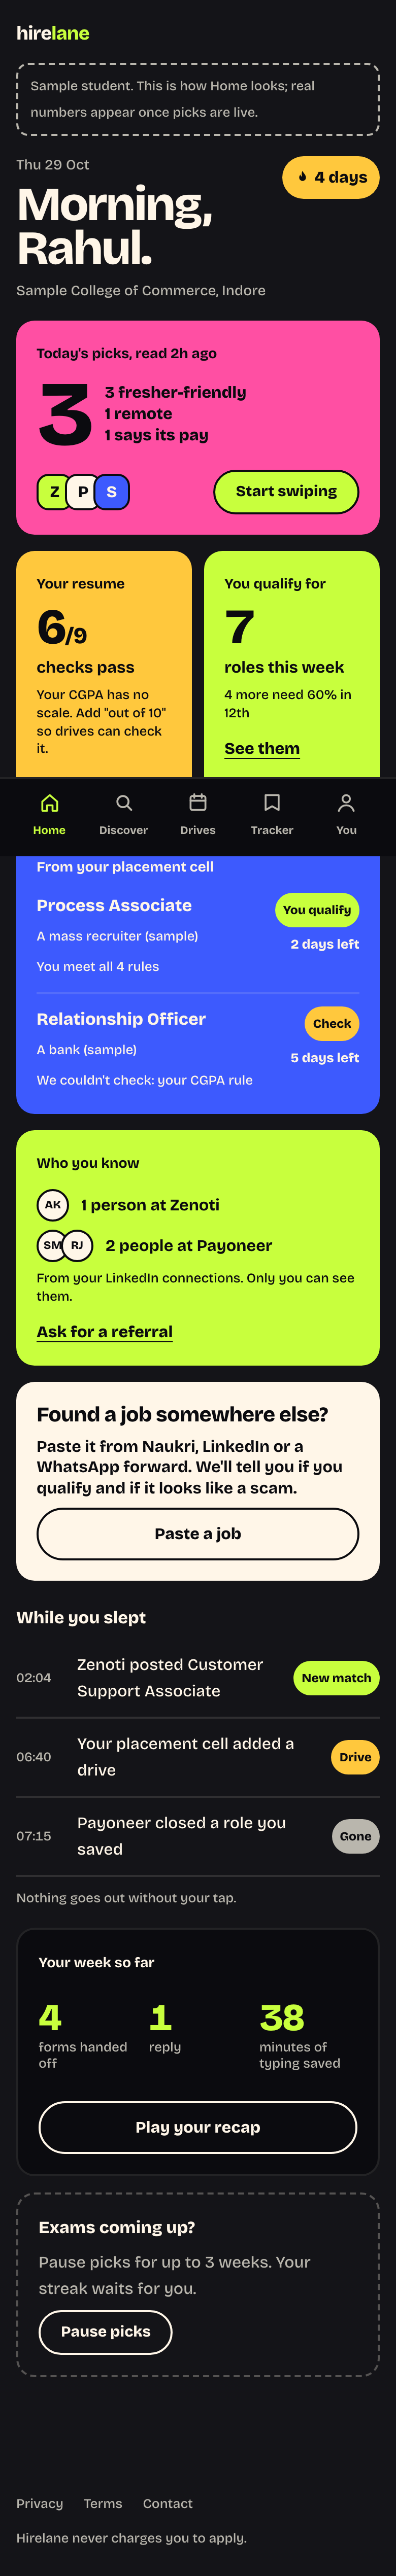 hirelane
Sample student. This is how Home looks; real
numbers appear once picks are live.
Thu 29 Oct
4 days
Morning,
Rahul.
Sample College of Commerce, Indore
Today's picks, read 2h ago
3
3 fresher-friendly
1 remote
1 says its pay
Z P S
Start swiping
Your resume
6/9
checks pass
Your CGPA has no
scale. Add "out of 10"
so drives can check
it.
You qualify for
7
roles this week
4 more need 60% in
12th
See them
Home
Discover
Drives
Tracker
You
From your placement cell
Process Associate
You qualify
A mass recruiter (sample)
2 days left
You meet all 4 rules
Relationship Officer
Check
A bank (sample)
5 days left
We couldn't check: your CGPA rule
Who you know
AK
1 person at Zenoti
SM RJ
2 people at Payoneer
From your LinkedIn connections. Only you can see
them.
Ask for a referral
Found a job somewhere else?
Paste it from Naukri, LinkedIn or a
WhatsApp forward. We'll tell you if you
qualify and if it looks like a scam.
Paste a job
While you slept
02:04
Zenoti posted Customer
Support Associate
New match
06:40
Your placement cell added a
drive
Drive
07:15
Payoneer closed a role you
saved
Gone
Nothing goes out without your tap.
Your week so far
4
forms handed
off
1
reply
38
minutes of
typing saved
Play your recap
Exams coming up?
Pause picks for up to 3 weeks. Your
streak waits for you.
Pause picks
Privacy
Terms
Contact
Hirelane never charges you to apply.